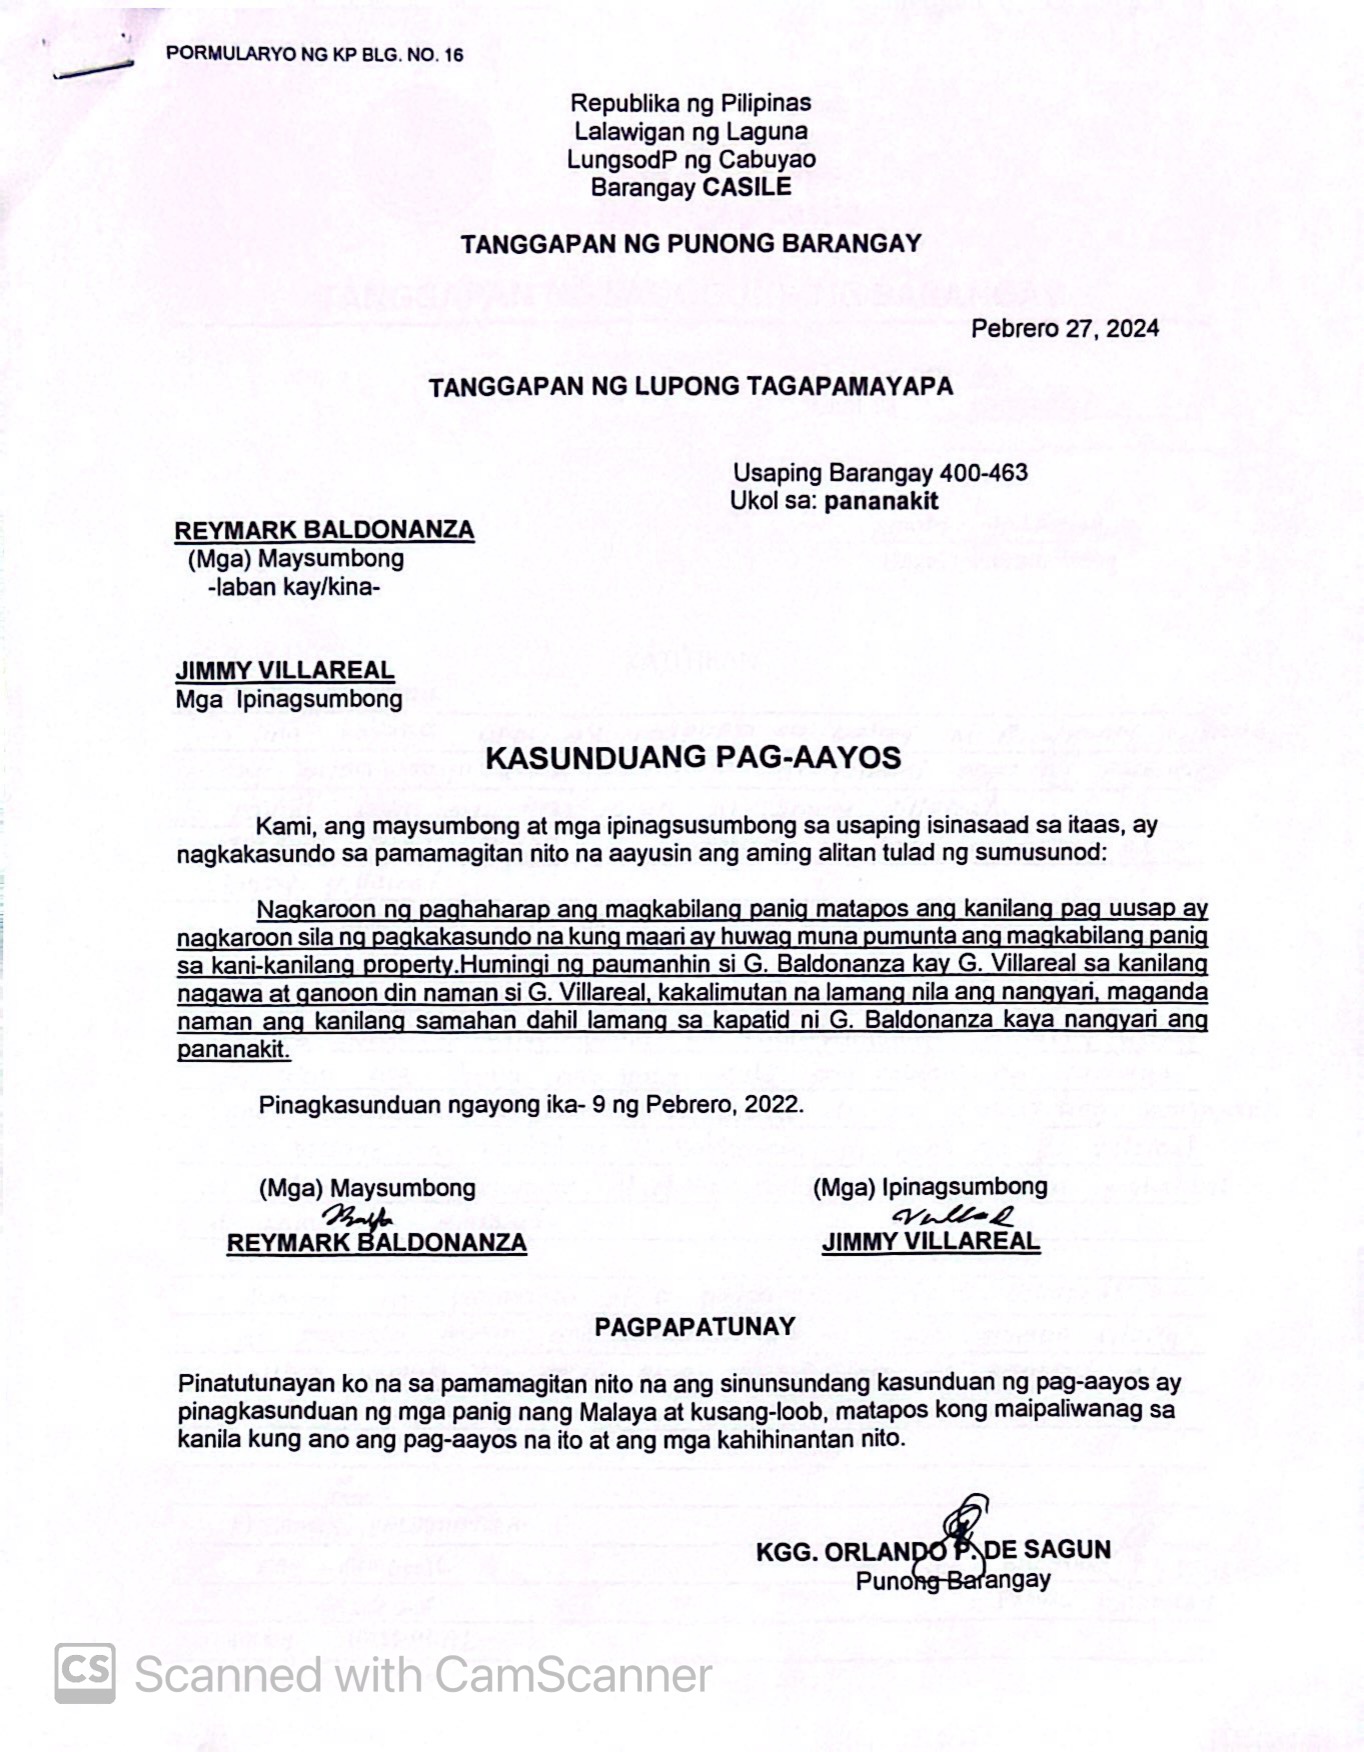 PORMULARYO NG KP BLG. NO. 16
Republika ng Pilipinas
Lalawigan ng Laguna
LungsodP ng Cabuyao
Barangay CASILE
TANGGAPAN NG PUNONG BARANGAY
Pebrero 27, 2024
TANGGAPAN NG LUPONG TAGAPAMAYAPA
Usaping Barangay 400-463
Ukol sa: pananakit
REYMARK BALDONANZA
(Mga) Maysumbong
-laban kay/kina-
JIMMY VILLAREAL
Mga Ipinagsumbong
KASUNDUANG PAG-AAYOS
Kami, ang maysumbong at mga ipinagsusumbong sa usaping isinasaad sa itaas, ay
nagkakasundo sa pamamagitan nito na aayusin ang aming alitan tulad ng sumusunod:
Nagkaroon ng paghaharap ang magkabilang panig matapos ang kanilang pag uusap ay
nagkaroon sila ng pagkakasundo na kung maari ay huwag muna pumunta ang magkabilang panig
sa kani-kanilang property.Humingi ng paumanhin si G. Baldonanza kay G. Villareal sa kanilang
nagawa at ganoon din naman si G. Villareal, kakalimutan na lamang nila ang nangyari, maganda
naman ang kanilang samahan dahil lamang sa kapatid ni G. Baldonanza kaya nangyari ang
pananakit.
Pinagkasunduan ngayong ika- 9 ng Pebrero, 2022.
(Mga) Maysumbong (Mga) Ipinagsumbong
REYMARK BALDONANZA JIMMY VILLAREAL
PAGPAPATUNAY
Pinatutunayan ko na sa pamamagitan nito na ang sinunsundang kasunduan ng pag-aayos ay
pinagkasunduan ng mga panig nang Malaya at kusang-loob, matapos kong maipaliwanag sa
kanila kung ano ang pag-aayos na ito at ang mga kahihinantan nito.
KGG. ORLANDO P. DE SAGUN
Punong Barangay
CS Scanned with CamScanner